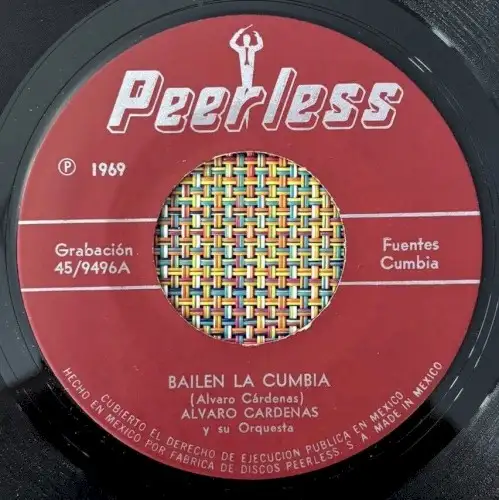 Peerless
℗ 1969
Grabación
45/9496A
Fuentes
Cumbia
BAILEN LA CUMBIA
(Alvaro Cárdenas)
ALVARO CARDENAS
y su Orquesta
CUBIERTO EL DERECHO DE EJECUCION PUBLICA EN MEXICO
HECHO EN MEXICO POR FABRICA DE DISCOS PEERLESS. S A MADE IN MEXICO